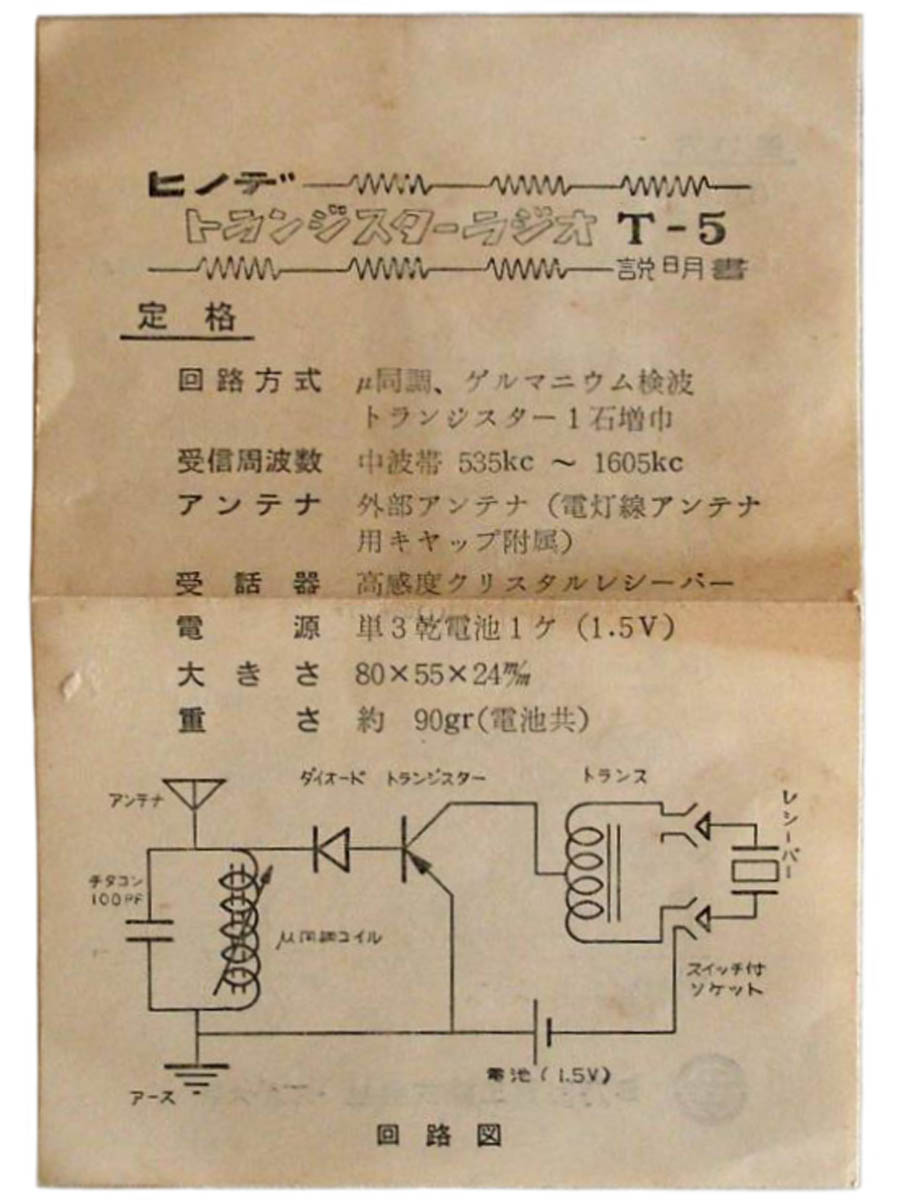 ヒノデ
トランジスターラジオ T-5
説明書
定格
回路方式 μ同調、ゲルマニウム検波
トランジスター1石増巾
受信周波数 中波帯 535kc ～ 1605kc
アンテナ 外部アンテナ (電灯線アンテナ
用キヤップ附属)
受話器 高感度クリスタルレシーバー
電源 単3乾電池1ケ (1.5V)
大きさ 80×55×24m/m
重さ 約 90gr(電池共)
ダイオード トランジスター トランス
アンテナ
レシーバー
チタコン
100PF
μ同調コイル
スイッチ付
ソケット
電池 (1.5V)
アース
回路図